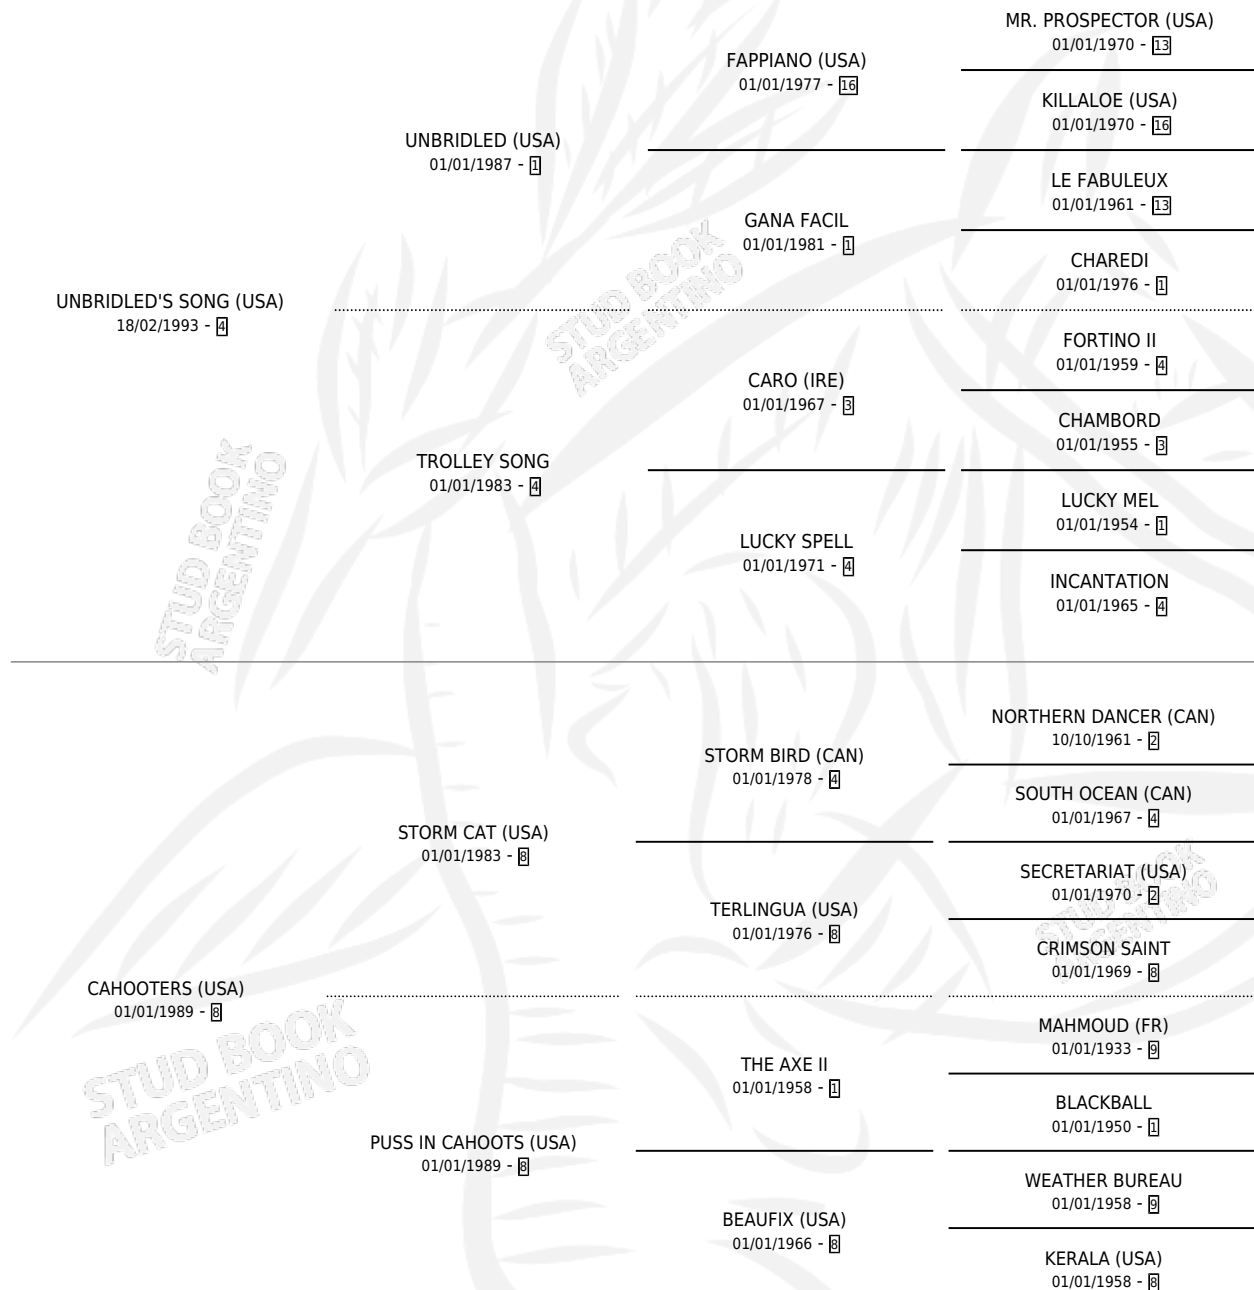 MR. PROSPECTOR (USA)
01/01/1970 - 13
FAPPIANO (USA)
01/01/1977 - 16
KILLALOE (USA)
01/01/1970 - 16
UNBRIDLED (USA)
01/01/1987 - 1
LE FABULEUX
01/01/1961 - 13
GANA FACIL
01/01/1981 - 1
CHAREDI
01/01/1976 - 1
UNBRIDLED'S SONG (USA)
18/02/1993 - 4
FORTINO II
01/01/1959 - 4
CARO (IRE)
01/01/1967 - 3
CHAMBORD
01/01/1955 - 3
TROLLEY SONG
01/01/1983 - 4
LUCKY MEL
01/01/1954 - 1
LUCKY SPELL
01/01/1971 - 4
INCANTATION
01/01/1965 - 4
NORTHERN DANCER (CAN)
10/10/1961 - 2
STORM BIRD (CAN)
01/01/1978 - 4
SOUTH OCEAN (CAN)
01/01/1967 - 4
STORM CAT (USA)
01/01/1983 - 8
SECRETARIAT (USA)
01/01/1970 - 2
TERLINGUA (USA)
01/01/1976 - 8
CRIMSON SAINT
01/01/1969 - 8
CAHOOTERS (USA)
01/01/1989 - 8
MAHMOUD (FR)
01/01/1933 - 9
THE AXE II
01/01/1958 - 1
BLACKBALL
01/01/1950 - 1
PUSS IN CAHOOTS (USA)
01/01/1989 - 8
WEATHER BUREAU
01/01/1958 - 9
BEAUFIX (USA)
01/01/1966 - 8
KERALA (USA)
01/01/1958 - 8
STUD BOOK
ARGENTINO
STUD BOOK
ARGENTINO
STUD BOOK
ARGENTINO
STUD BOOK
ARGENTINO